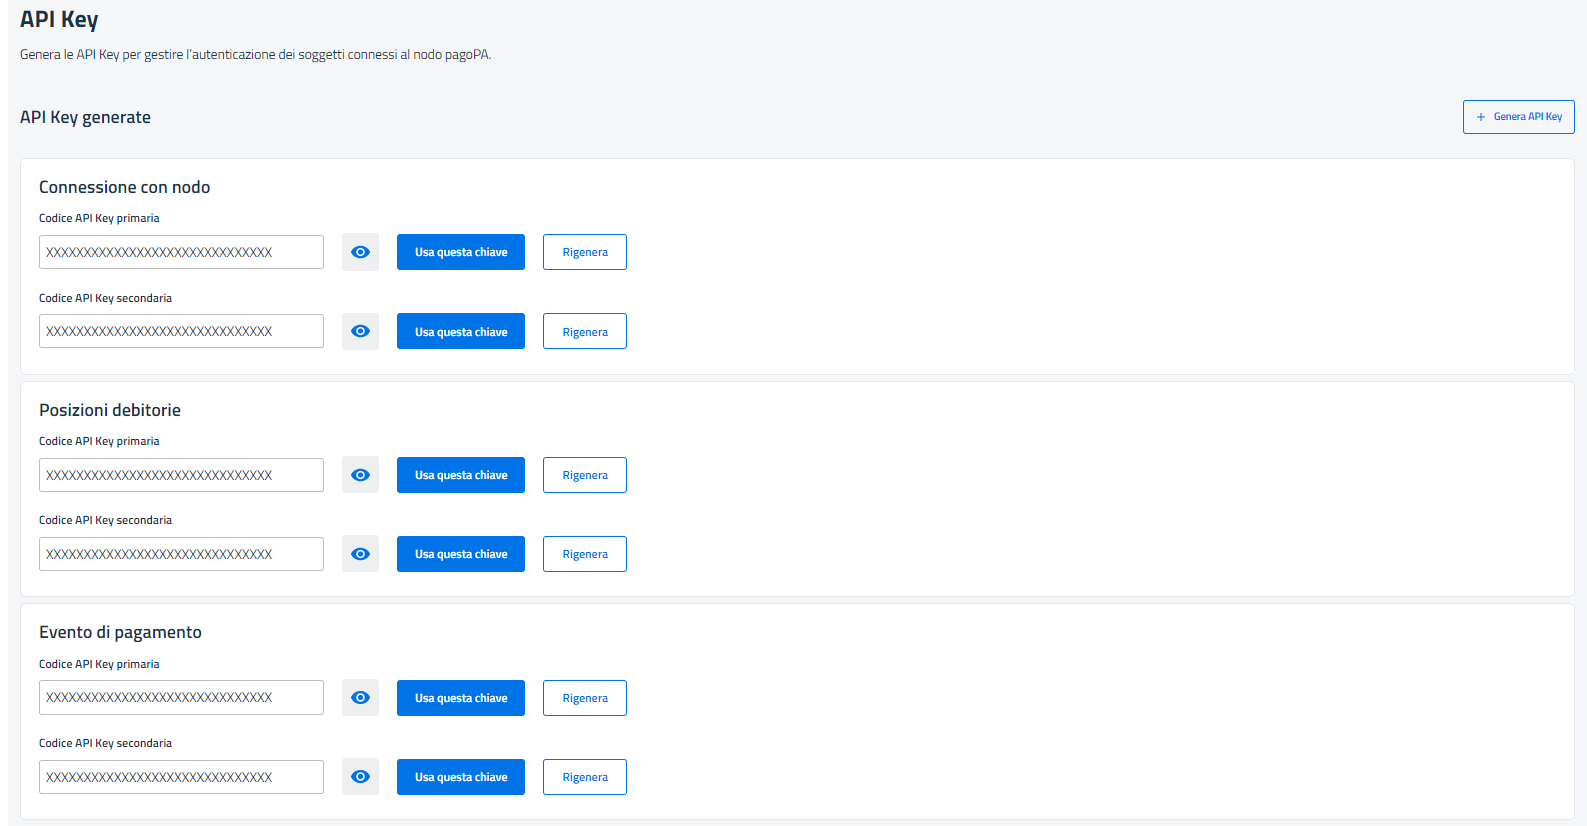 API Key
Genera le API Key per gestire l'autenticazione dei soggetti connessi al nodo pagoPA.
API Key generate
+ Genera API Key
Connessione con nodo
Codice API Key primaria
XXXXXXXXXXXXXXXXXXXXXXXXXXXXXX Usa questa chiave Rigenera
Codice API Key secondaria
XXXXXXXXXXXXXXXXXXXXXXXXXXXXXX Usa questa chiave Rigenera
Posizioni debitorie
Codice API Key primaria
XXXXXXXXXXXXXXXXXXXXXXXXXXXXXX Usa questa chiave Rigenera
Codice API Key secondaria
XXXXXXXXXXXXXXXXXXXXXXXXXXXXXX Usa questa chiave Rigenera
Evento di pagamento
Codice API Key primaria
XXXXXXXXXXXXXXXXXXXXXXXXXXXXXX Usa questa chiave Rigenera
Codice API Key secondaria
XXXXXXXXXXXXXXXXXXXXXXXXXXXXXX Usa questa chiave Rigenera